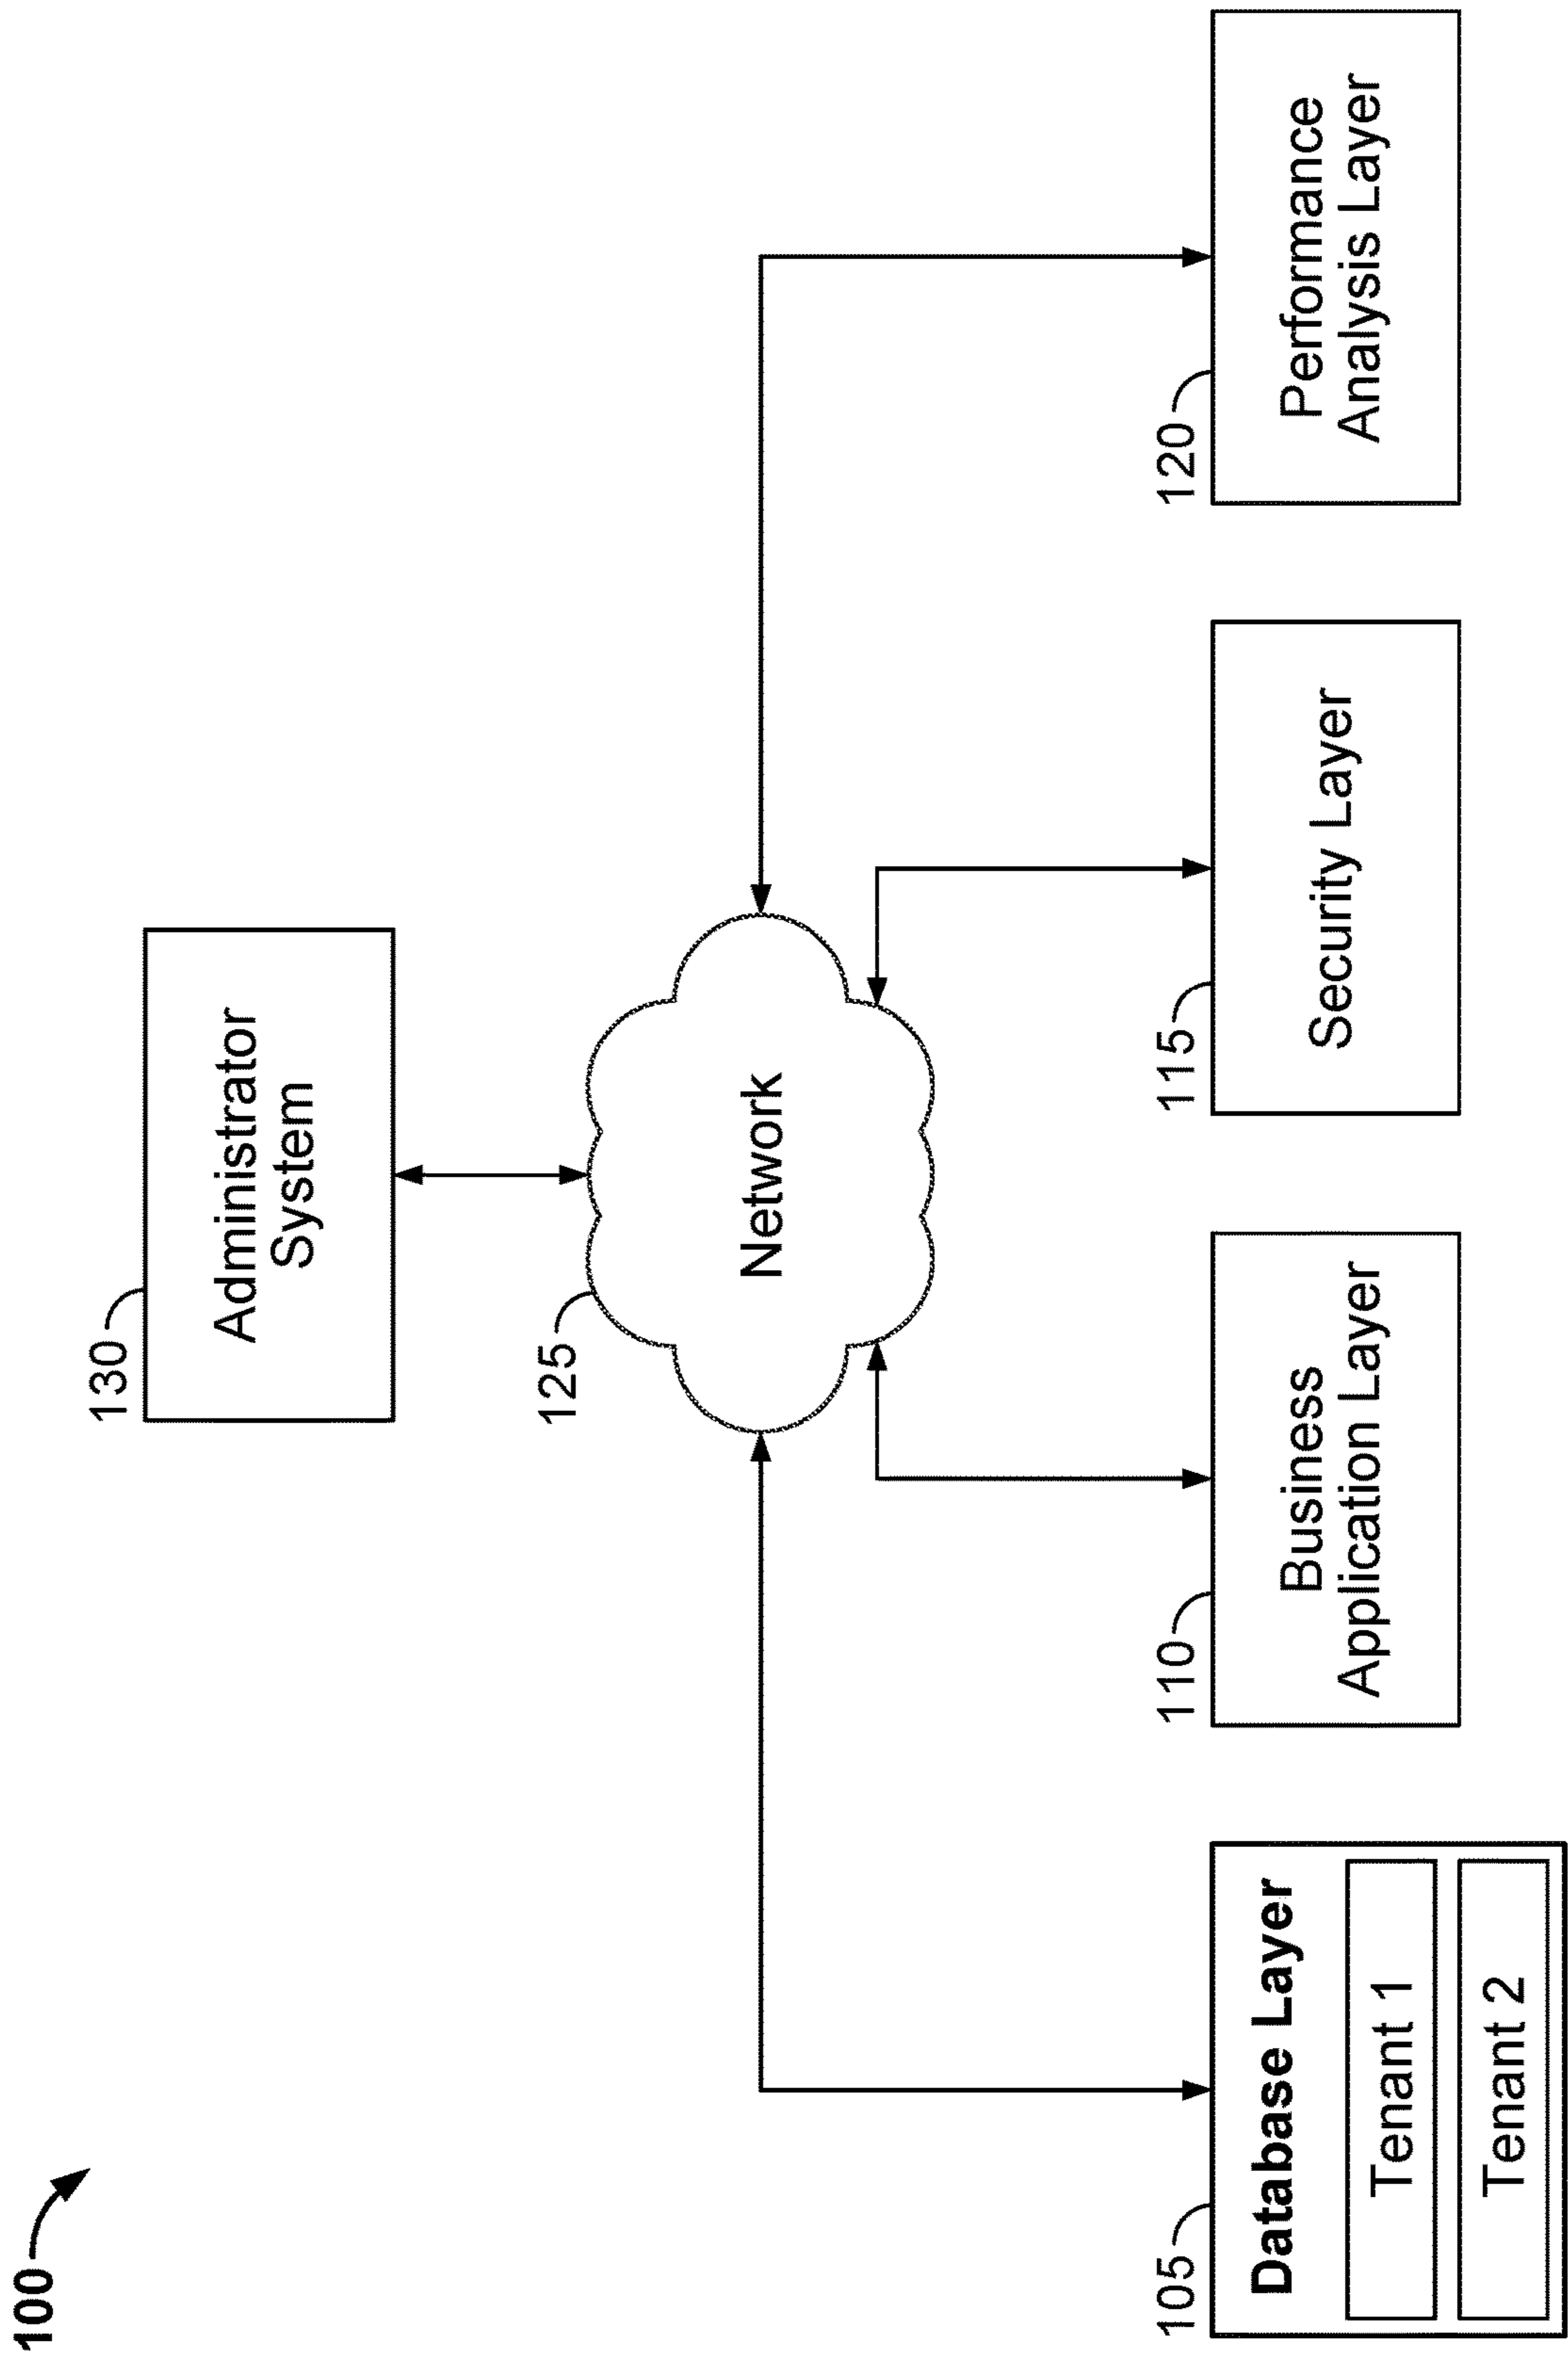 100
130
Administrator
System
125
Network
105
Database Layer
Tenant 1
Tenant 2
110
Business
Application Layer
115
Security Layer
120
Performance
Analysis Layer